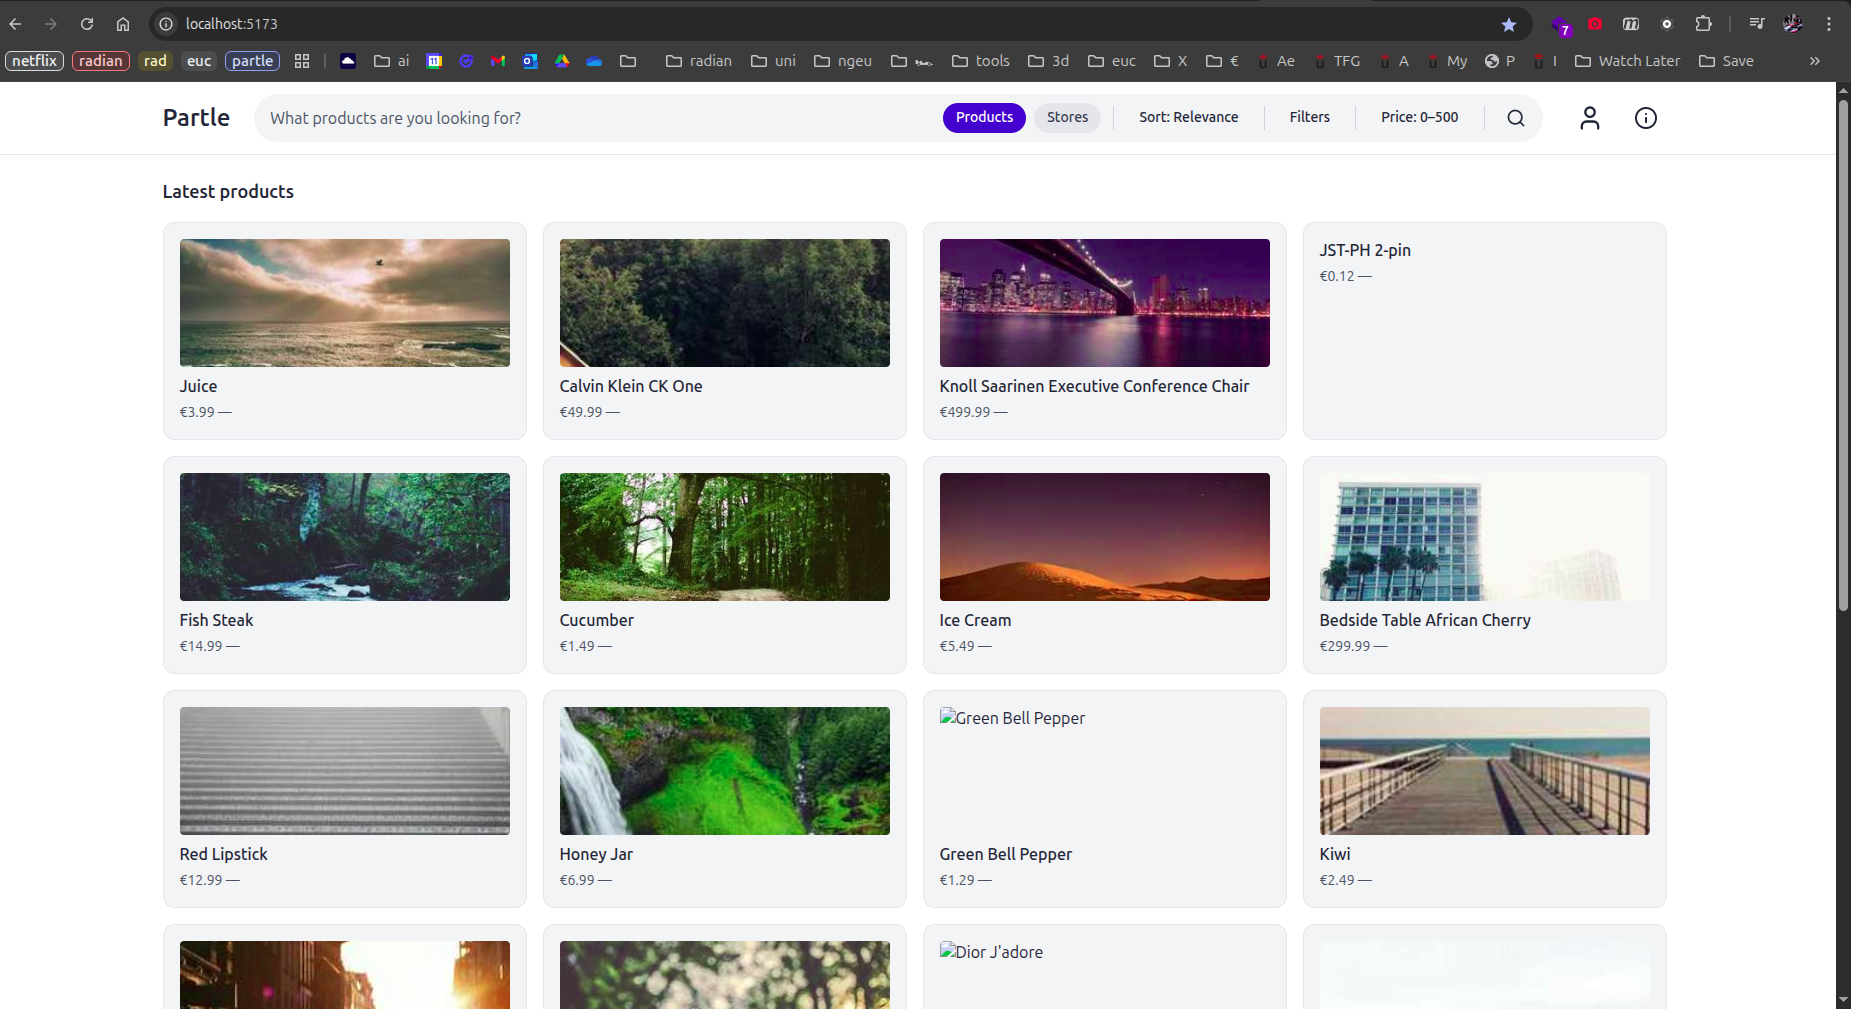 localhost:5173
7
netflix radian rad euc partle ai 11 radian uni ngeu tools 3d euc X € Ae TFG A My P I Watch Later Save »
Partle What products are you looking for? Products Stores Sort: Relevance Filters Price: 0–500
Latest products
Juice
€3.99 —
Calvin Klein CK One
€49.99 —
Knoll Saarinen Executive Conference Chair
€499.99 —
JST-PH 2-pin
€0.12 —
Fish Steak
€14.99 —
Cucumber
€1.49 —
Ice Cream
€5.49 —
Bedside Table African Cherry
€299.99 —
Red Lipstick
€12.99 —
Honey Jar
€6.99 —
Green Bell Pepper
Green Bell Pepper
€1.29 —
Kiwi
€2.49 —
Dior J'adore